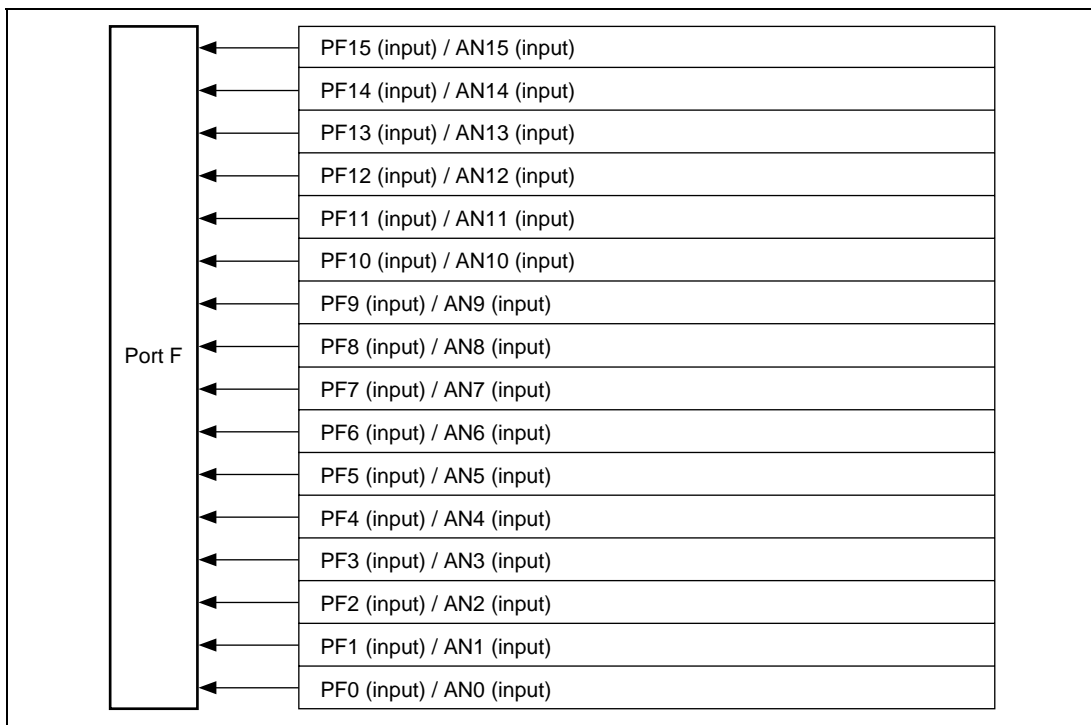 PF15 (input) / AN15 (input)
PF14 (input) / AN14 (input)
PF13 (input) / AN13 (input)
PF12 (input) / AN12 (input)
PF11 (input) / AN11 (input)
PF10 (input) / AN10 (input)
PF9 (input) / AN9 (input)
Port F
PF8 (input) / AN8 (input)
PF7 (input) / AN7 (input)
PF6 (input) / AN6 (input)
PF5 (input) / AN5 (input)
PF4 (input) / AN4 (input)
PF3 (input) / AN3 (input)
PF2 (input) / AN2 (input)
PF1 (input) / AN1 (input)
PF0 (input) / AN0 (input)